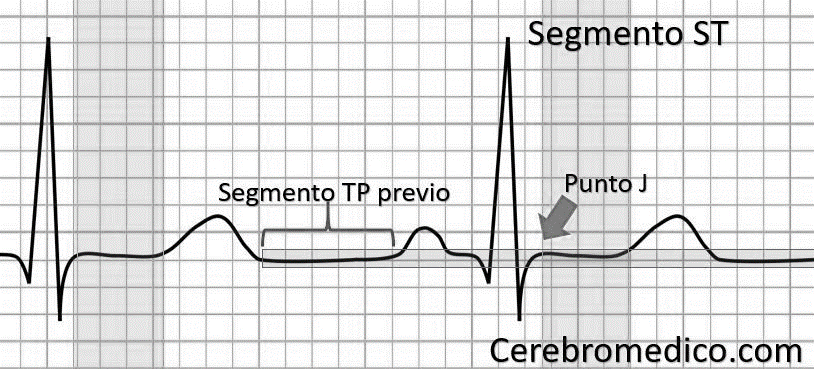 Segmento ST
Segmento TP previo
Punto J
Cerebromedico.com